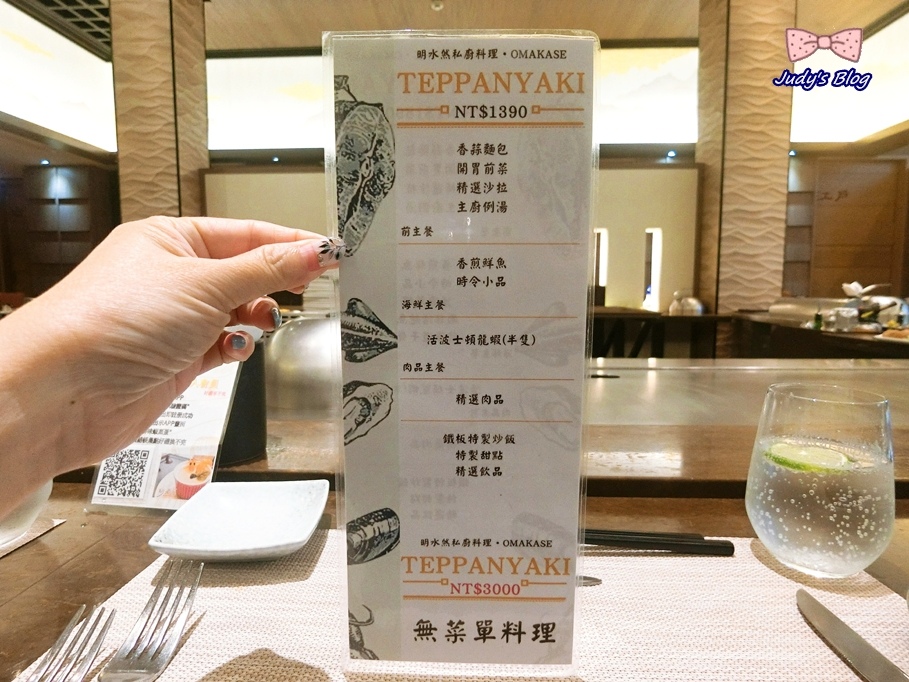 Judy's Blog
明水然私廚料理・OMAKASE
TEPPANYAKI
NT$1390
香蒜麵包
開胃前菜
精選沙拉
主廚例湯
前主餐
香煎鮮魚
時令小品
海鮮主餐
活波士頓龍蝦(半隻)
肉品主餐
精選肉品
鐵板特製炒飯
特製甜點
精選飲品
明水然私廚料理・OMAKASE
TEPPANYAKI
NT$3000
無菜單料理